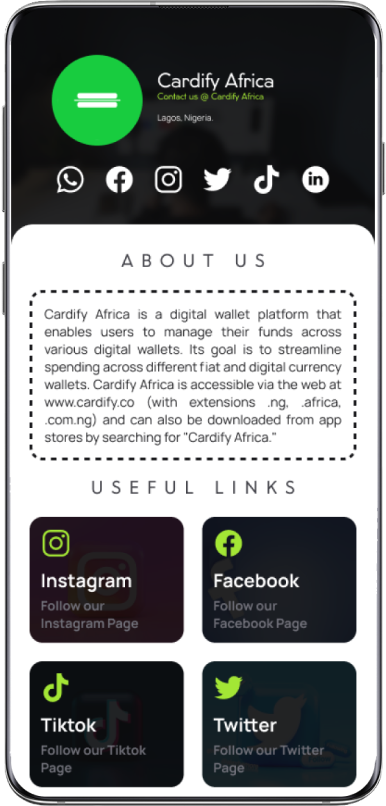 Cardify Africa
Contact us @ Cardify Africa
Lagos, Nigeria.
ABOUT US
Cardify Africa is a digital wallet platform that
enables users to manage their funds across
various digital wallets. Its goal is to streamline
spending across different fiat and digital currency
wallets. Cardify Africa is accessible via the web at
www.cardify.co (with extensions .ng, .africa,
.com.ng) and can also be downloaded from app
stores by searching for "Cardify Africa."
USEFUL LINKS
Instagram
Follow our
Instagram Page
Facebook
Follow our
Facebook Page
Tiktok
Follow our Tiktok
Page
Twitter
Follow our Twitter
Page